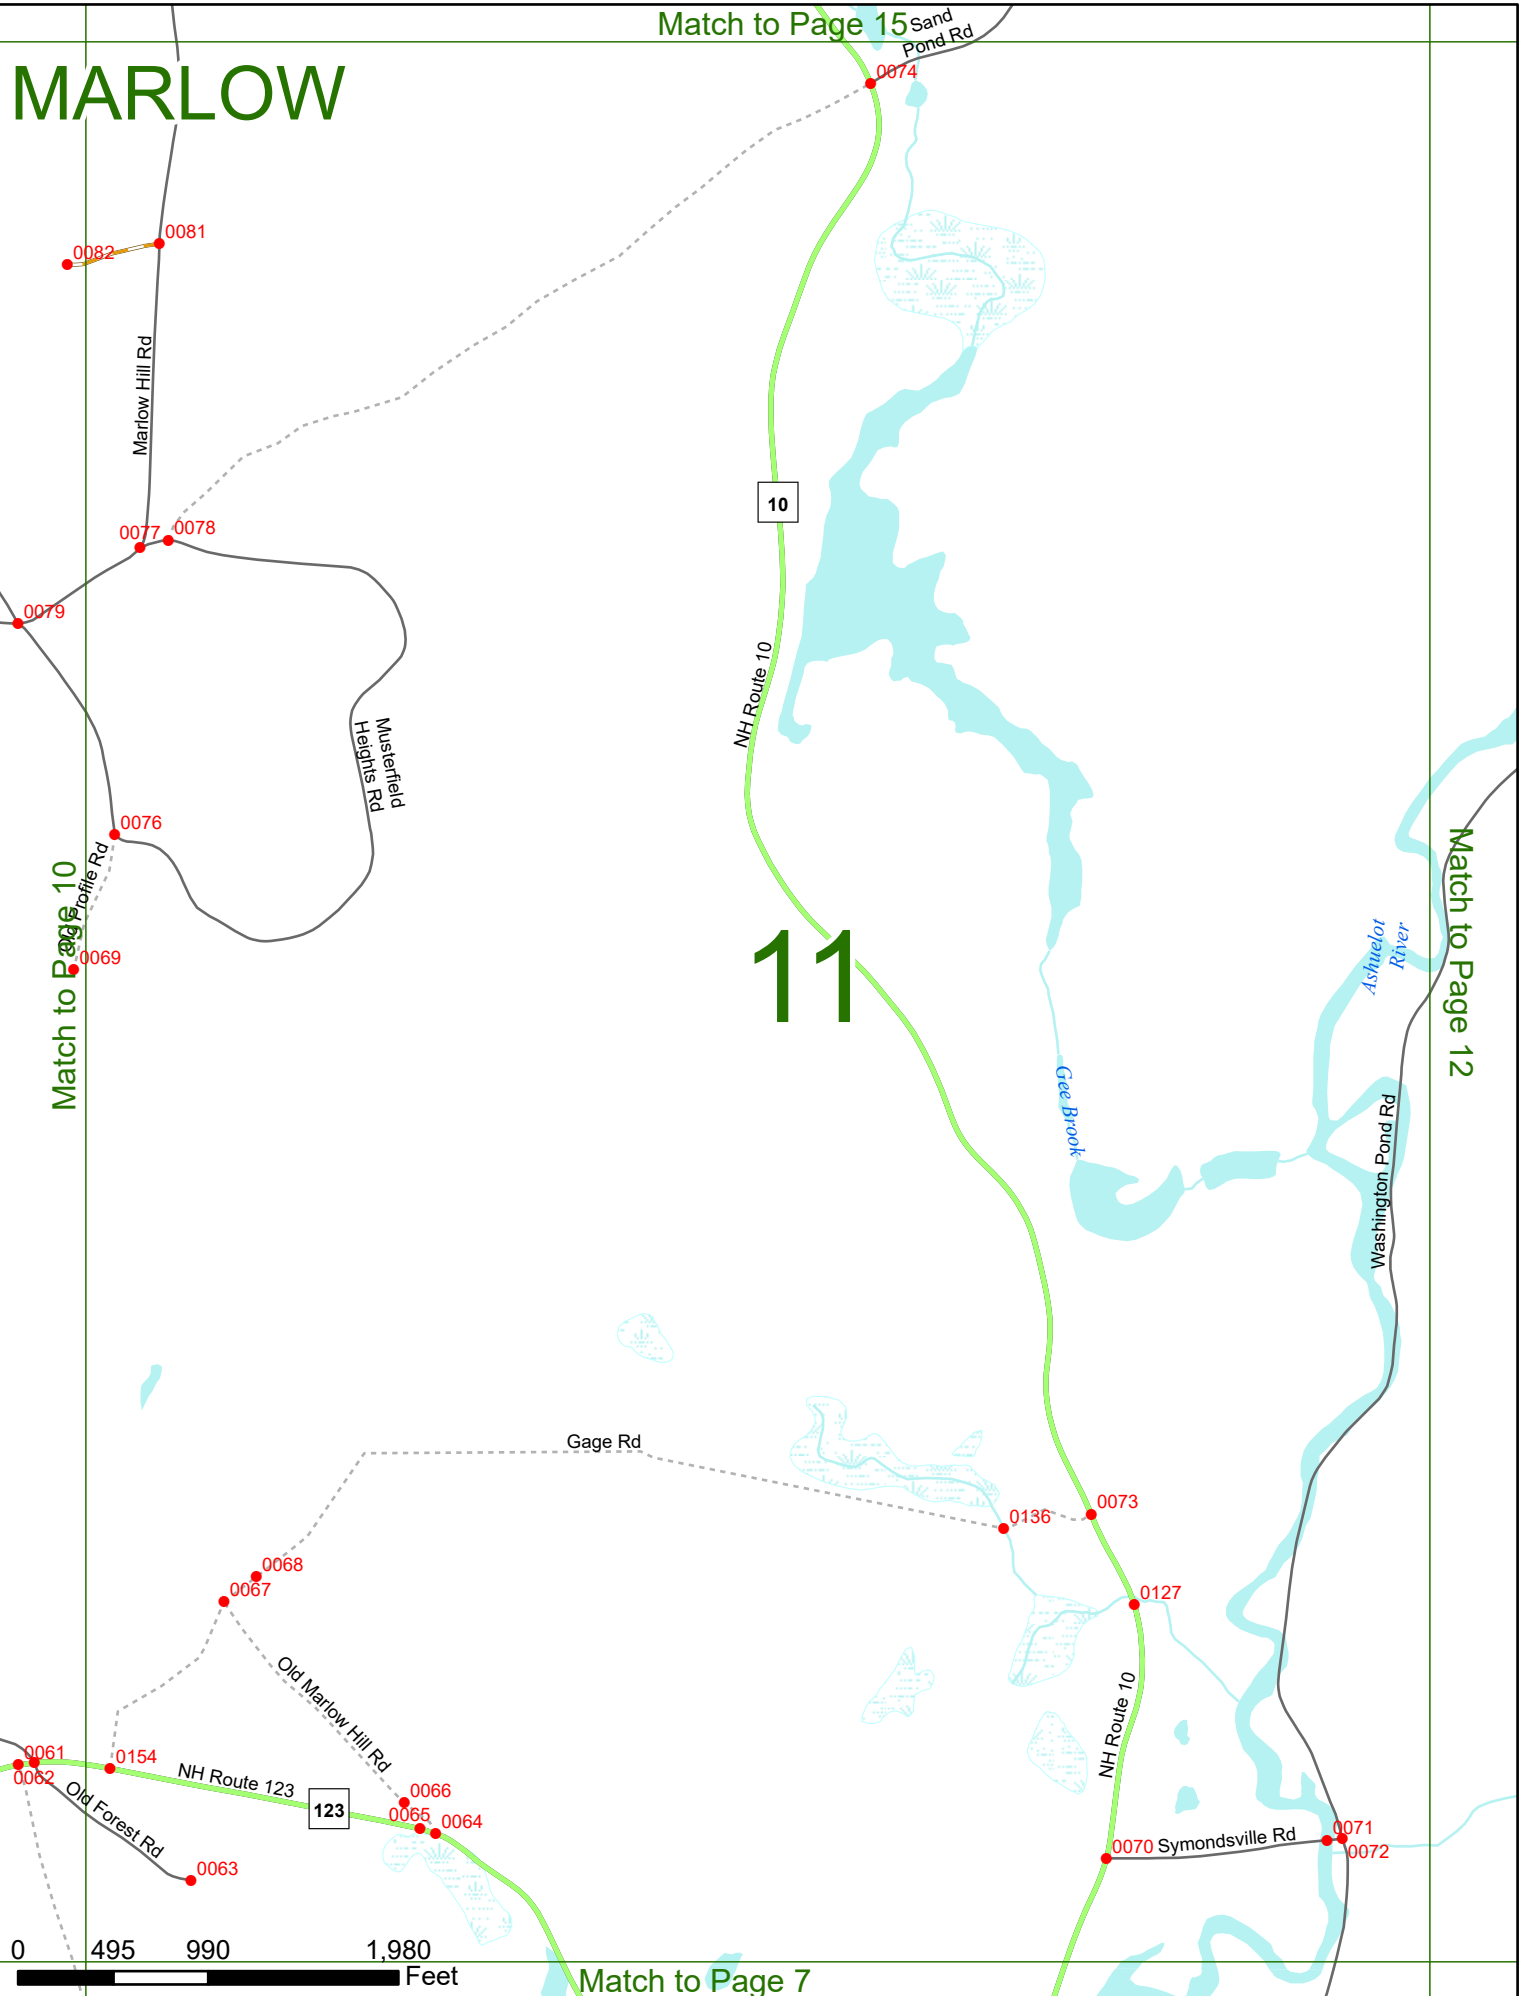 Match to Page 15
Sand
Pond Rd
MARLOW
0074
0081
0082
Marlow Hill Rd
10
0077
0078
0079
NH Route 10
Musterfield
Heights Rd
0076
Old Profile Rd
Match to Page 10
0069
11
Match to Page 12
Ashuelot
River
Gee Brook
Washington Pond Rd
Gage Rd
0073
0136
0068
0067
0127
Old Marlow Hill Rd
NH Route 10
0061
0062
0154
NH Route 123
123
Old Forest Rd
0066
0065
0064
0063
0070
Symondsville Rd
0071
0072
0 495 990 1,980
Feet
Match to Page 7